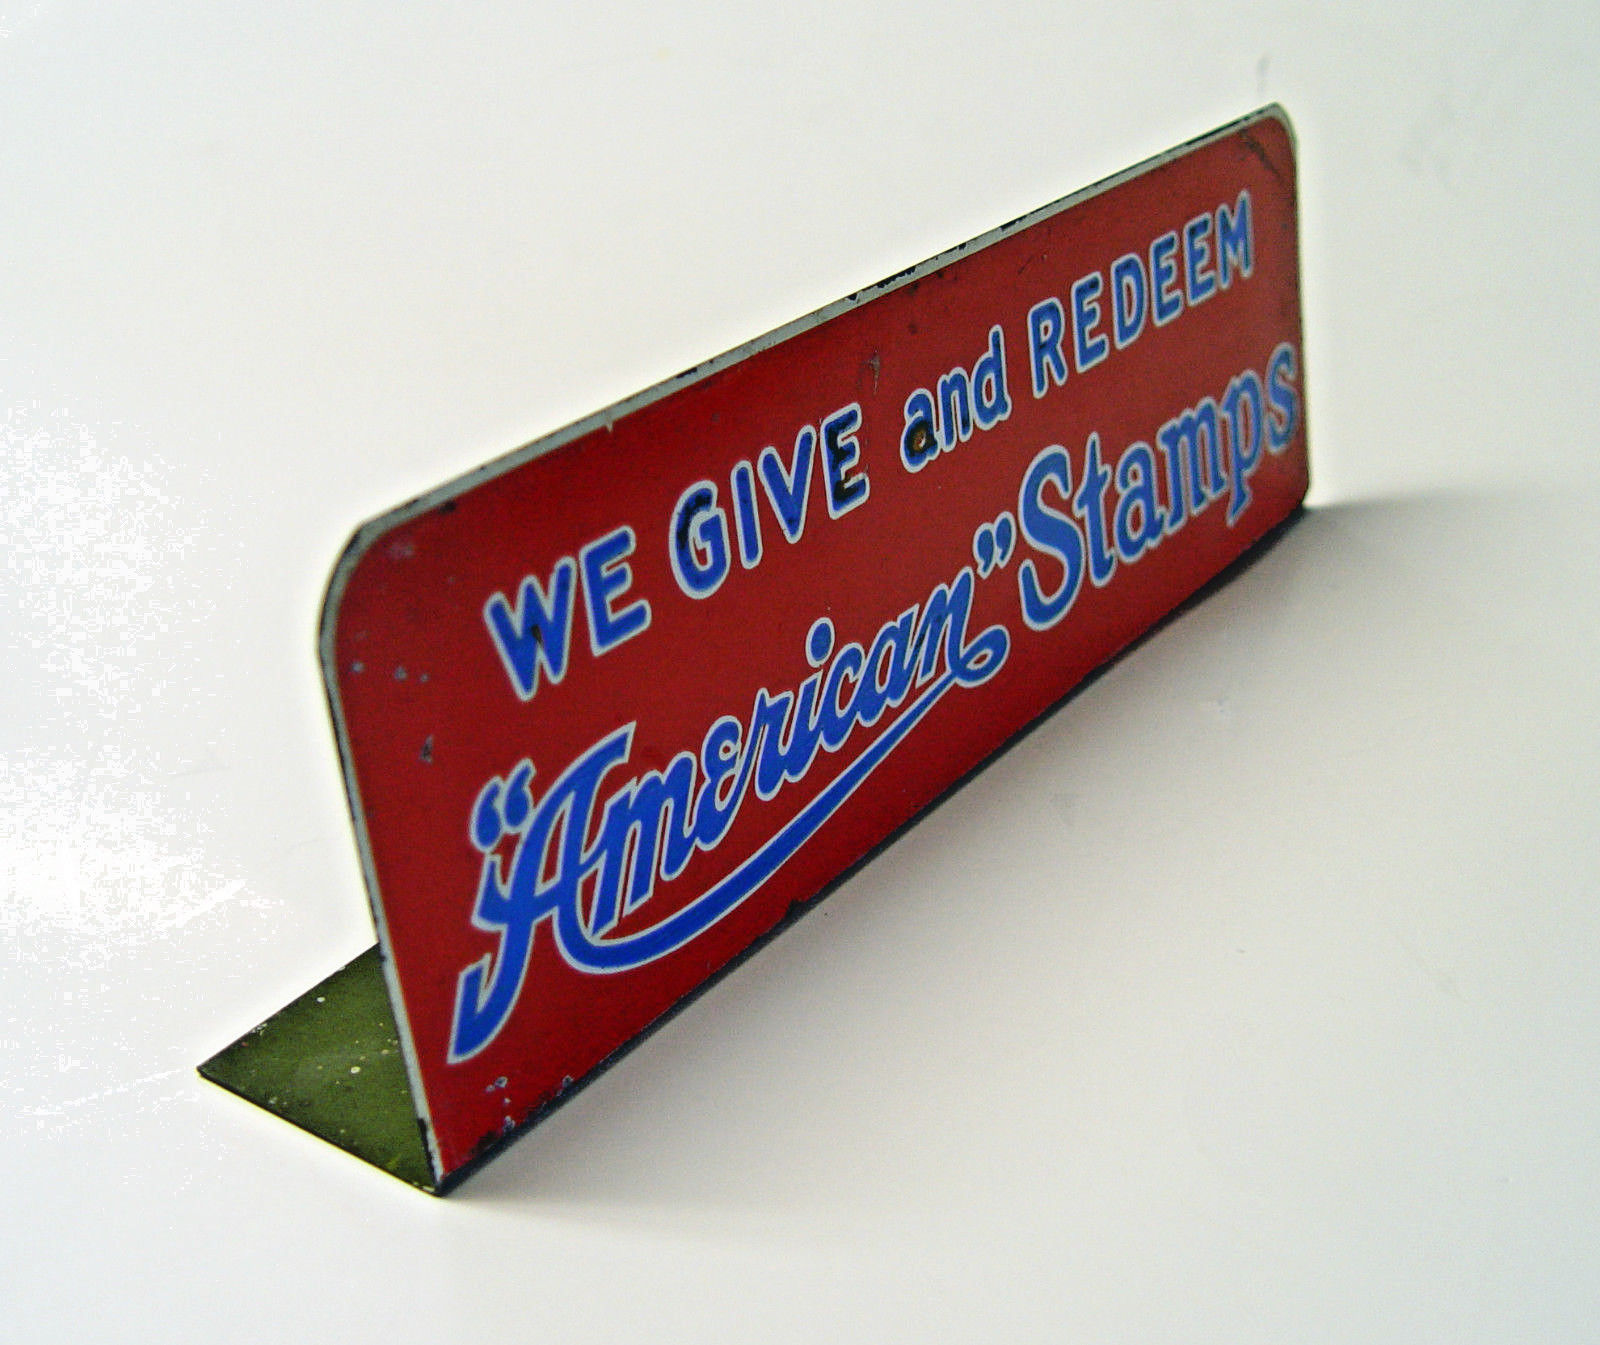 WE GIVE and REDEEM
“American” Stamps